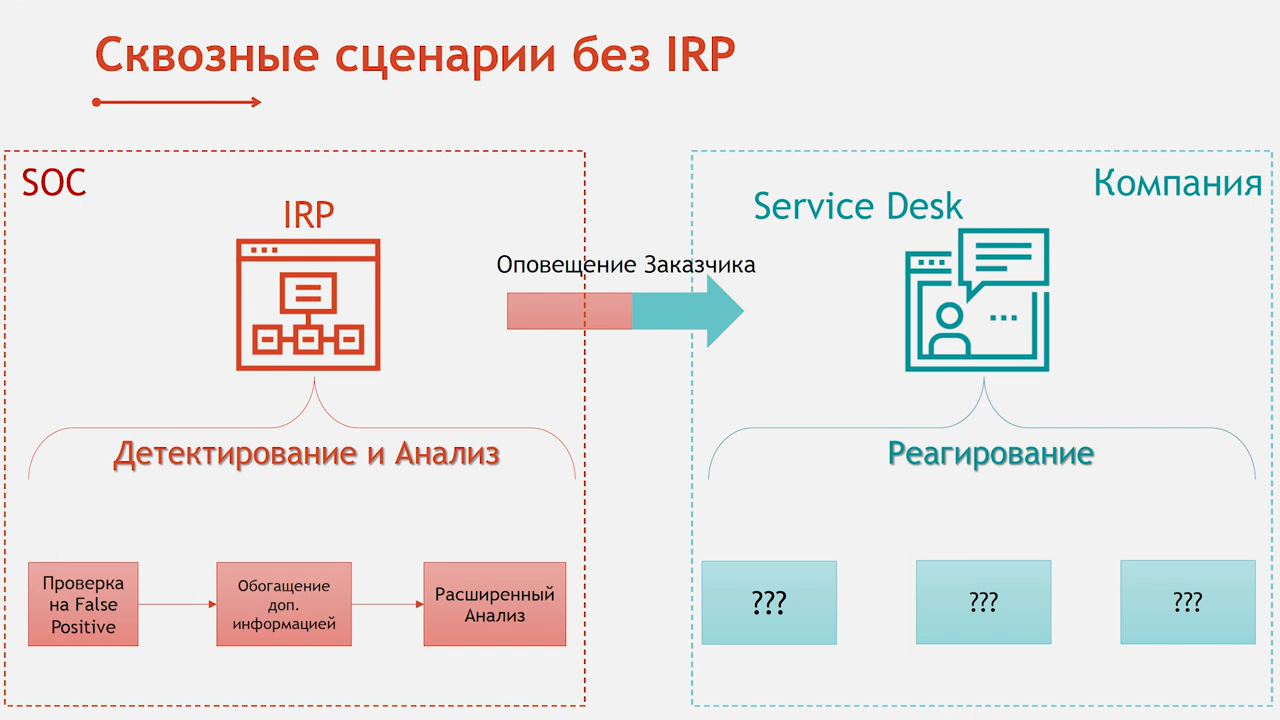 Сквозные сценарии без IRP
SOC
IRP
Детектирование и Анализ
Проверка
на False
Positive
Обогащение
доп.
информацией
Расширенный
Анализ
Оповещение Заказчика
Компания
Service Desk
Реагирование
???
???
???